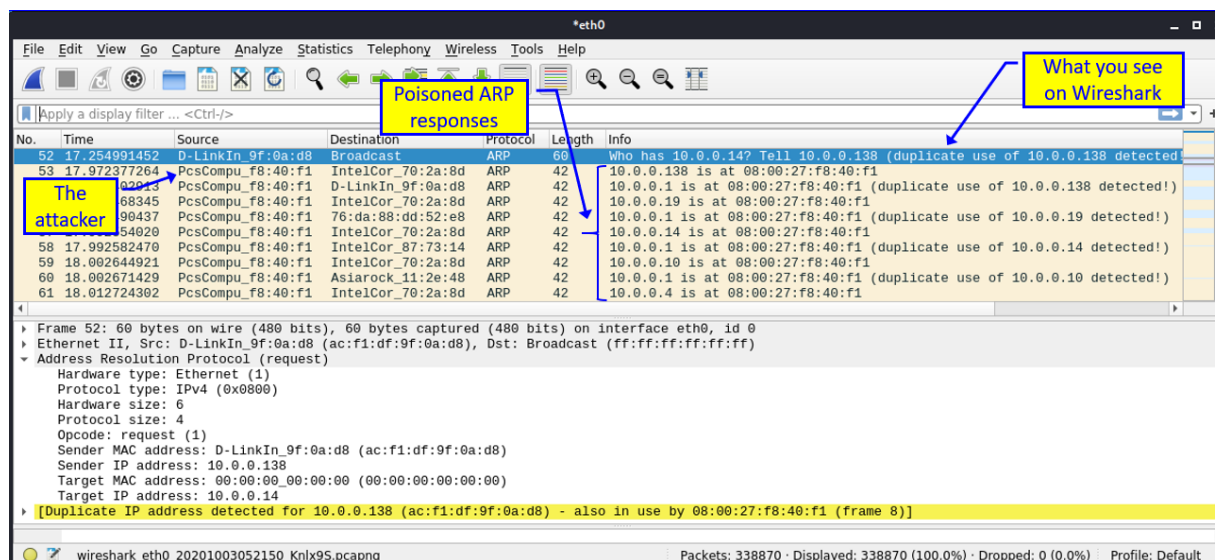 *eth0
File Edit View Go Capture Analyze Statistics Telephony Wireless Tools Help
What you see
on Wireshark
Poisoned ARP
responses
Apply a display filter ... <Ctrl-/>
No. Time Source Destination Protocol Length Info
52 17.254991452 D-LinkIn_9f:0a:d8 Broadcast ARP 60 Who has 10.0.0.14? Tell 10.0.0.138 (duplicate use of 10.0.0.138 detected!
53 17.972377264 PcsCompu_f8:40:f1 IntelCor_70:2a:8d ARP 42 10.0.0.138 is at 08:00:27:f8:40:f1
PcsCompu_f8:40:f1 D-LinkIn_9f:0a:d8 ARP 42 10.0.0.1 is at 08:00:27:f8:40:f1 (duplicate use of 10.0.0.138 detected!)
68345 PcsCompu_f8:40:f1 IntelCor_70:2a:8d ARP 42 10.0.0.19 is at 08:00:27:f8:40:f1
90437 PcsCompu_f8:40:f1 76:da:88:dd:52:e8 ARP 42 10.0.0.1 is at 08:00:27:f8:40:f1 (duplicate use of 10.0.0.19 detected!)
54020 PcsCompu_f8:40:f1 IntelCor_70:2a:8d ARP 42 10.0.0.14 is at 08:00:27:f8:40:f1
58 17.992582470 PcsCompu_f8:40:f1 IntelCor_87:73:14 ARP 42 10.0.0.1 is at 08:00:27:f8:40:f1 (duplicate use of 10.0.0.14 detected!)
59 18.002644921 PcsCompu_f8:40:f1 IntelCor_70:2a:8d ARP 42 10.0.0.10 is at 08:00:27:f8:40:f1
60 18.002671429 PcsCompu_f8:40:f1 Asiarock_11:2e:48 ARP 42 10.0.0.1 is at 08:00:27:f8:40:f1 (duplicate use of 10.0.0.10 detected!)
61 18.012724302 PcsCompu_f8:40:f1 IntelCor_70:2a:8d ARP 42 10.0.0.4 is at 08:00:27:f8:40:f1
The
attacker
Frame 52: 60 bytes on wire (480 bits), 60 bytes captured (480 bits) on interface eth0, id 0
Ethernet II, Src: D-LinkIn_9f:0a:d8 (ac:f1:df:9f:0a:d8), Dst: Broadcast (ff:ff:ff:ff:ff:ff)
Address Resolution Protocol (request)
Hardware type: Ethernet (1)
Protocol type: IPv4 (0x0800)
Hardware size: 6
Protocol size: 4
Opcode: request (1)
Sender MAC address: D-LinkIn_9f:0a:d8 (ac:f1:df:9f:0a:d8)
Sender IP address: 10.0.0.138
Target MAC address: 00:00:00_00:00:00 (00:00:00:00:00:00)
Target IP address: 10.0.0.14
[Duplicate IP address detected for 10.0.0.138 (ac:f1:df:9f:0a:d8) - also in use by 08:00:27:f8:40:f1 (frame 8)]
wireshark_eth0_20201003052150_KnIx9S.pcapng Packets: 338870 · Displayed: 338870 (100.0%) · Dropped: 0 (0.0%) Profile: Default